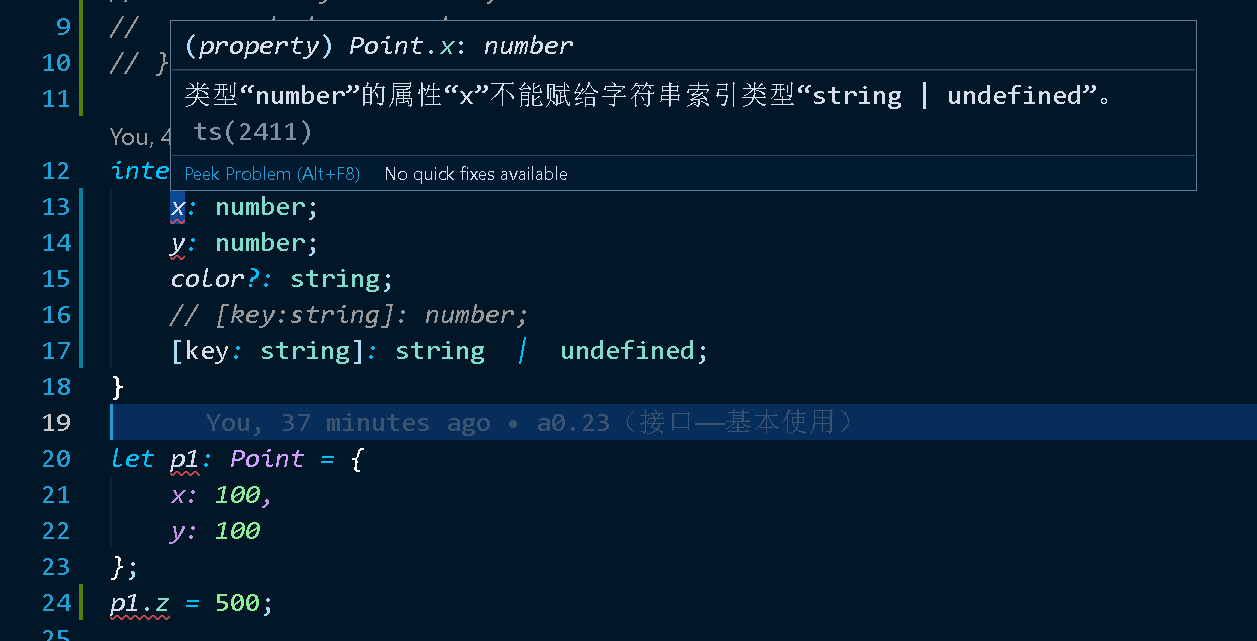 9 //
(property) Point.x: number
10 // }
类型“number”的属性“x”不能赋给字符串索引类型“string | undefined”。
11
ts(2411)
You, 4
Peek Problem (Alt+F8) No quick fixes available
12 inte
13 x: number;
14 y: number;
15 color?: string;
16 // [key:string]: number;
17 [key: string]: string | undefined;
18 }
19 You, 37 minutes ago • a0.23（接口——基本使用）
20 let p1: Point = {
21 x: 100,
22 y: 100
23 };
24 p1.z = 500;
25